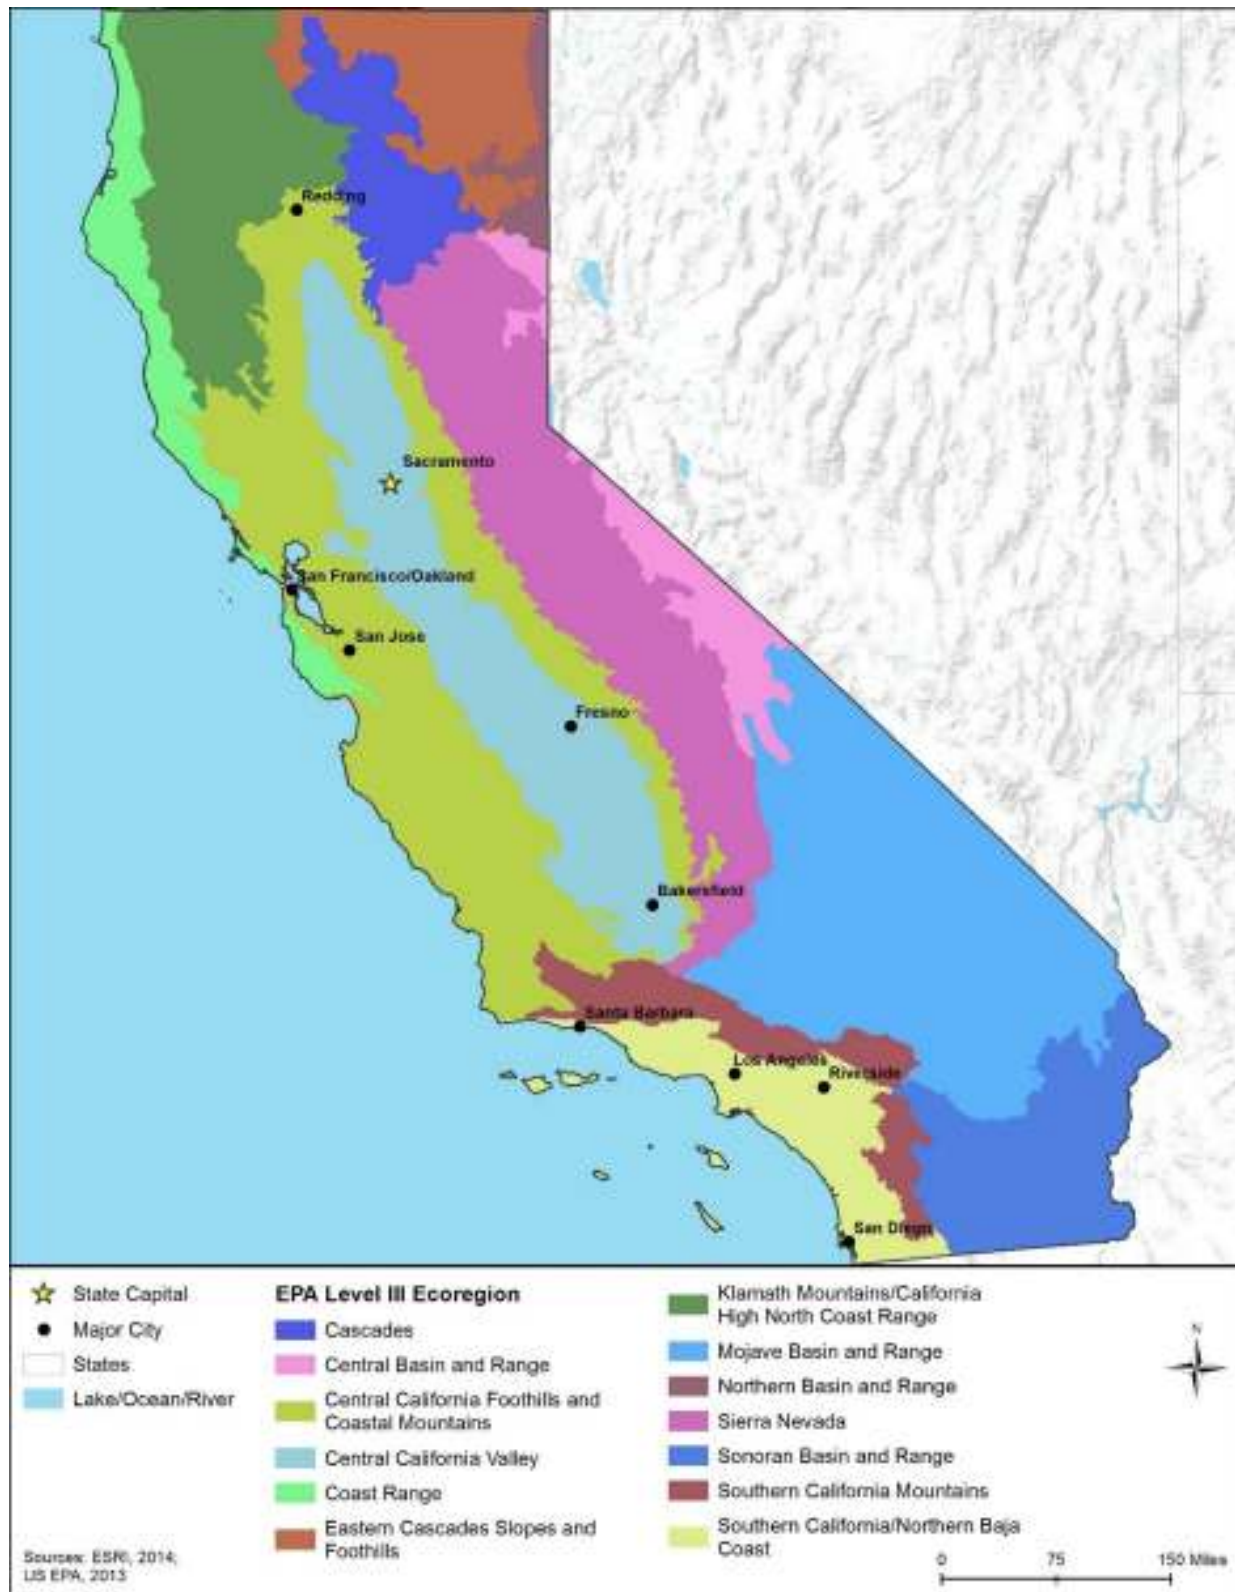 Redding
Sacramento
San Francisco/Oakland
San Jose
Fresno
Bakersfield
Santa Barbara
Los Angeles
Riverside
San Diego
State Capital
Major City
States
Lake/Ocean/River
EPA Level III Ecoregion
Cascades
Central Basin and Range
Central California Foothills and
Coastal Mountains
Central California Valley
Coast Range
Eastern Cascades Slopes and
Foothills
Klamath Mountains/California
High North Coast Range
Mojave Basin and Range
Northern Basin and Range
Sierra Nevada
Sonoran Basin and Range
Southern California Mountains
Southern California/Northern Baja
Coast
N
Sources: ESRI, 2014;
US EPA, 2013
0 75 150 Miles